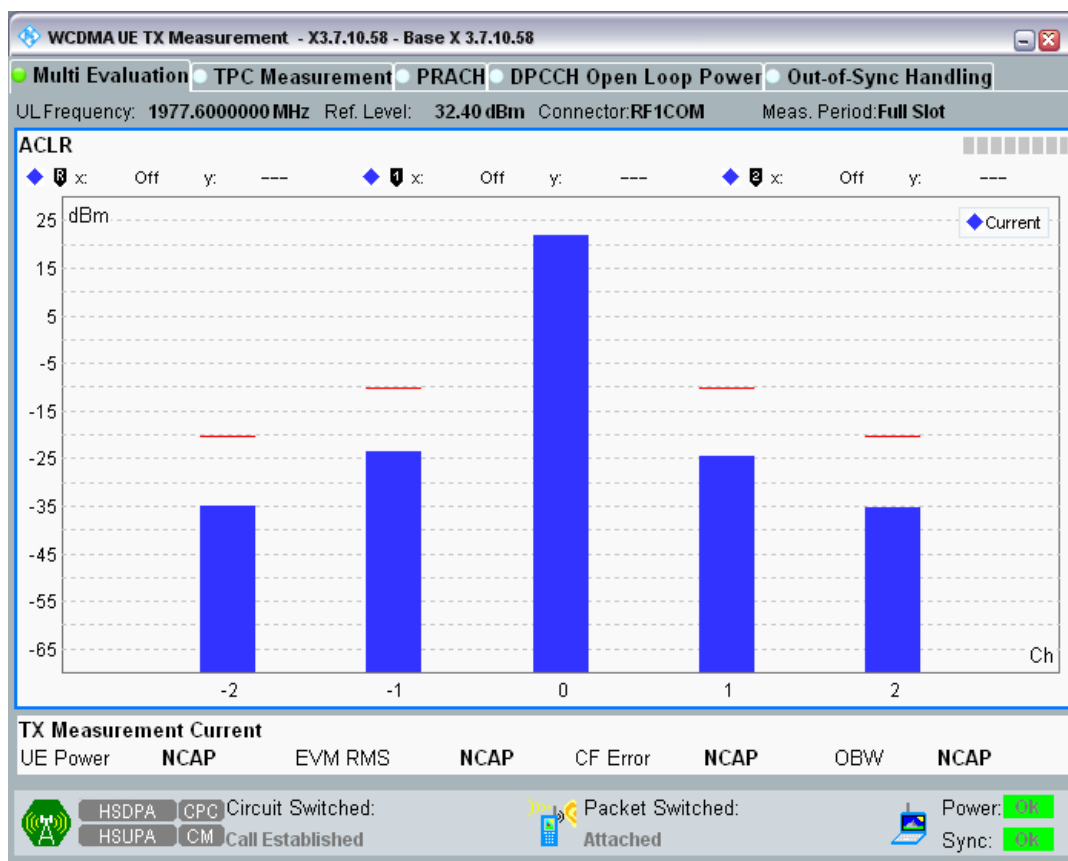 WCDMA UE TX Measurement - X3.7.10.58 - Base X 3.7.10.58
Multi Evaluation TPC Measurement PRACH DPCCH Open Loop Power Out-of-Sync Handling
UL Frequency: 1977.6000000 MHz Ref. Level: 32.40 dBm Connector:RF1COM Meas. Period:Full Slot
ACLR
R x: Off y: --- 1 x: Off y: --- 2 x: Off y: ---
dBm
Current
25
15
5
-5
-15
-25
-35
-45
-55
-65
Ch
-2 -1 0 1 2
TX Measurement Current
UE Power NCAP EVM RMS NCAP CF Error NCAP OBW NCAP
HSDPA CPC Circuit Switched: Packet Switched: Power: Ok
HSUPA CM Call Established Attached Sync: Ok